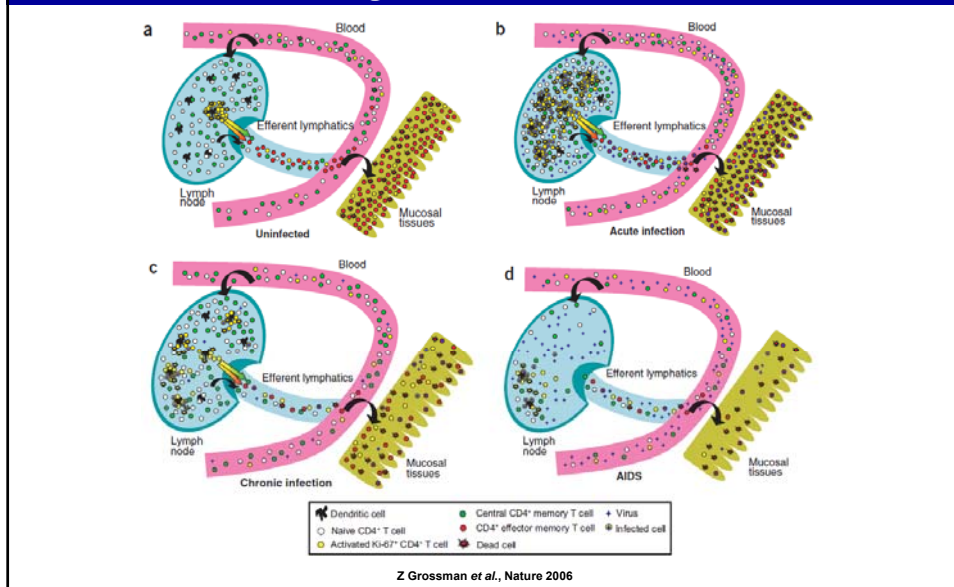 a
Blood
Efferent lymphatics
Lymph
node
Mucosal
tissues
Uninfected
b
Blood
Efferent lymphatics
Lymph
node
Mucosal
tissues
Acute infection
c
Blood
Efferent lymphatics
Lymph
node
Mucosal
tissues
Chronic infection
d
Blood
Efferent lymphatics
Lymph
node
Mucosal
tissues
AIDS
Dendritic cell
Naive CD4⁺ T cell
Activated Ki-67⁺ CD4⁺ T cell
Central CD4⁺ memory T cell
CD4⁺ effector memory T cell
Dead cell
Virus
Infected cell
Z Grossman et al., Nature 2006